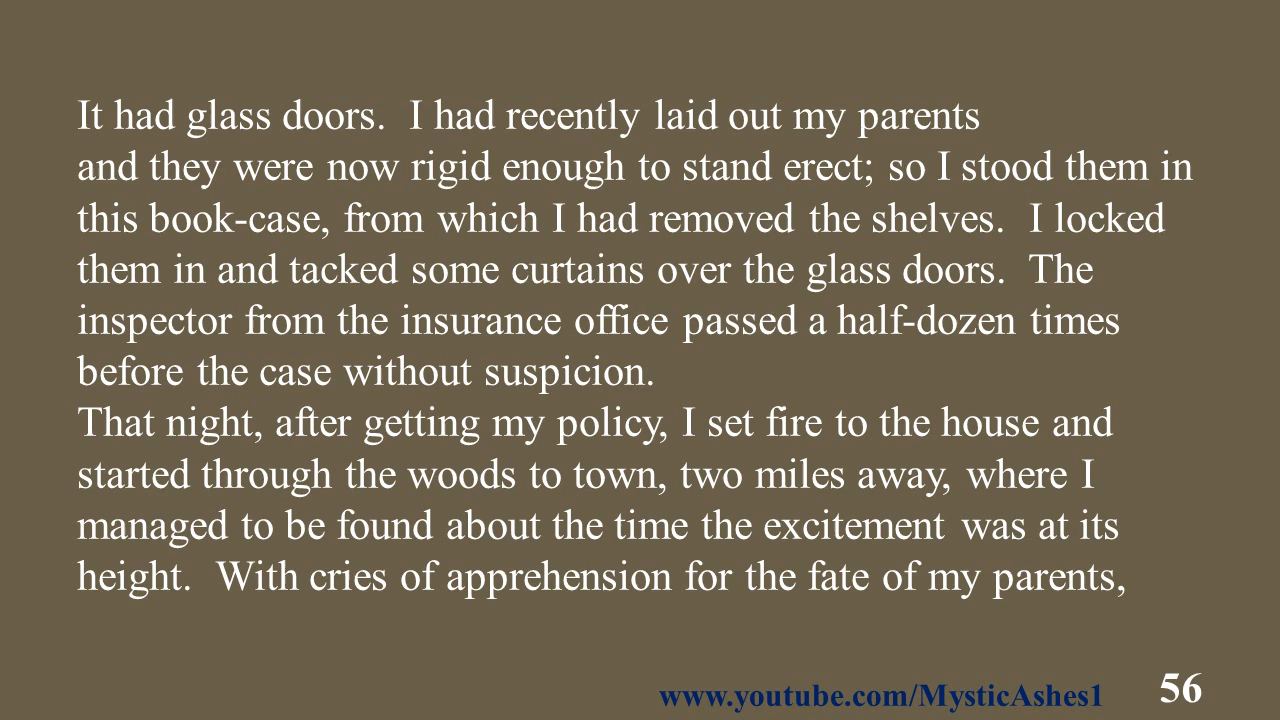 It had glass doors.  I had recently laid out my parents
and they were now rigid enough to stand erect; so I stood them in
this book-case, from which I had removed the shelves.  I locked
them in and tacked some curtains over the glass doors.  The
inspector from the insurance office passed a half-dozen times
before the case without suspicion.
That night, after getting my policy, I set fire to the house and
started through the woods to town, two miles away, where I
managed to be found about the time the excitement was at its
height.  With cries of apprehension for the fate of my parents,
www.youtube.com/MysticAshes1
56